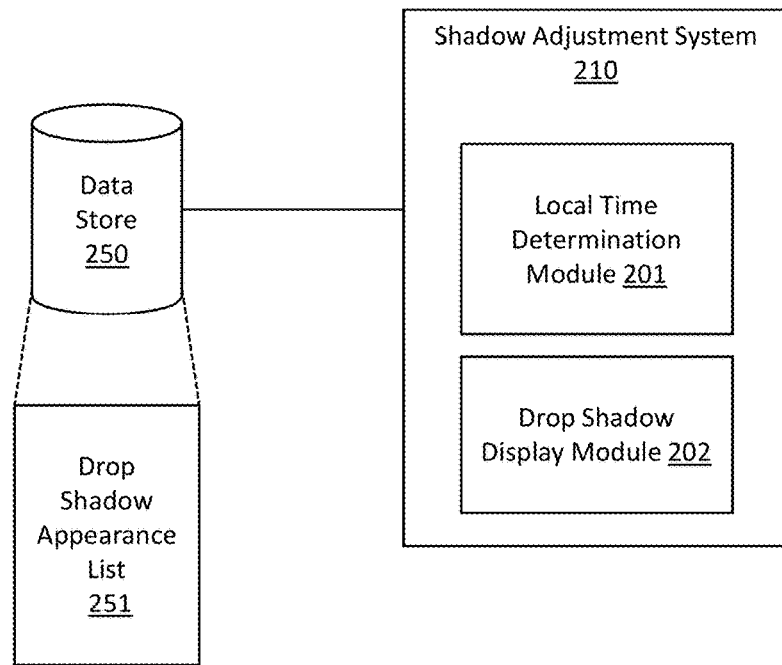 Shadow Adjustment System
210
Data
Store
250
Local Time
Determination
Module 201
Drop Shadow
Display Module 202
Drop
Shadow
Appearance
List
251